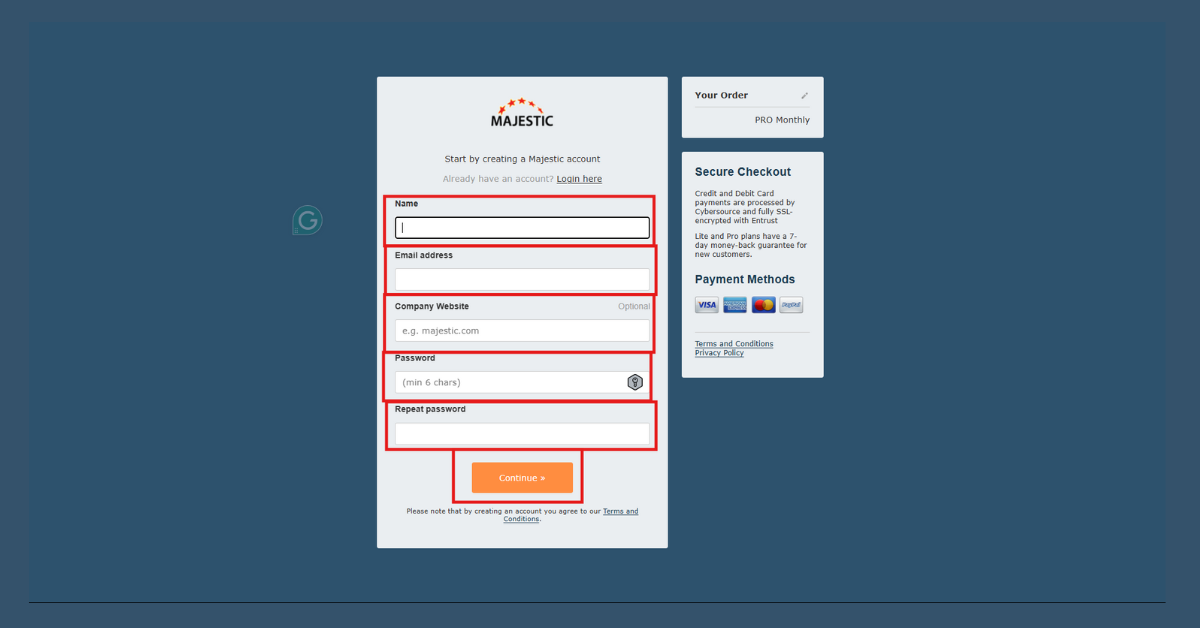 MAJESTIC
Start by creating a Majestic account
Already have an account? Login here
Name
Email address
Company Website Optional
e.g. majestic.com
Password
(min 6 chars)
Repeat password
Continue »
Please note that by creating an account you agree to our Terms and
Conditions.
Your Order
PRO Monthly
Secure Checkout
Credit and Debit Card
payments are processed by
Cybersource and fully SSL-
encrypted with Entrust
Lite and Pro plans have a 7-
day money-back guarantee for
new customers.
Payment Methods
VISA PayPal
Terms and Conditions
Privacy Policy
G